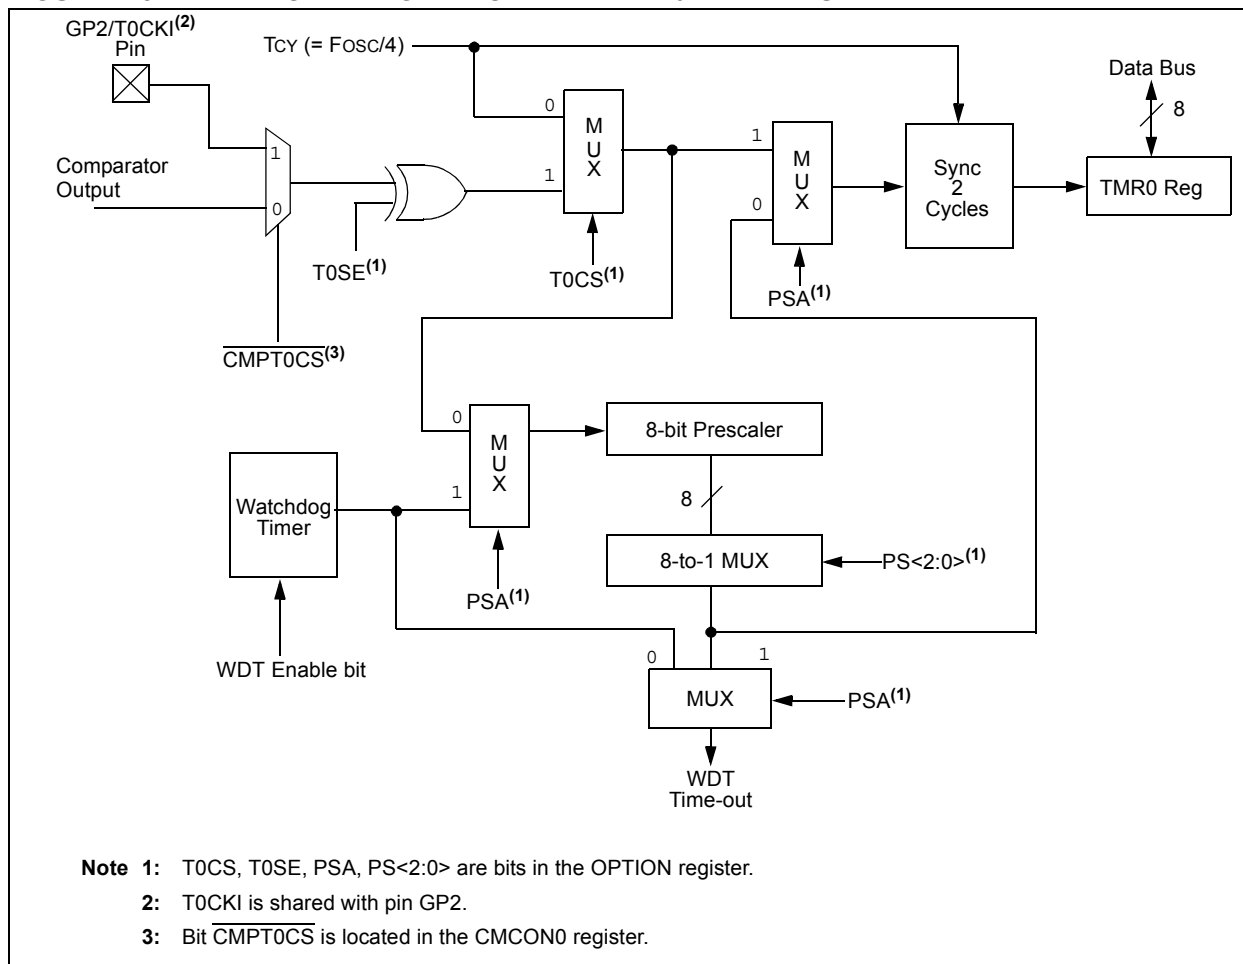 GP2/T0CKI(2)
Pin
TCY (= FOSC/4)
Data Bus
8
0
M
U
X
1
1
M
U
X
0
Sync
2
Cycles
TMR0 Reg
Comparator
Output
1
0
T0SE(1)
T0CS(1)
PSA(1)
CMPT0CS(3)
0
M
U
X
1
8-bit Prescaler
8
Watchdog
Timer
8-to-1 MUX
PS<2:0>(1)
PSA(1)
WDT Enable bit
0
1
MUX
PSA(1)
WDT
Time-out
Note 1: T0CS, T0SE, PSA, PS<2:0> are bits in the OPTION register.
2: T0CKI is shared with pin GP2.
3: Bit CMPT0CS is located in the CMCON0 register.